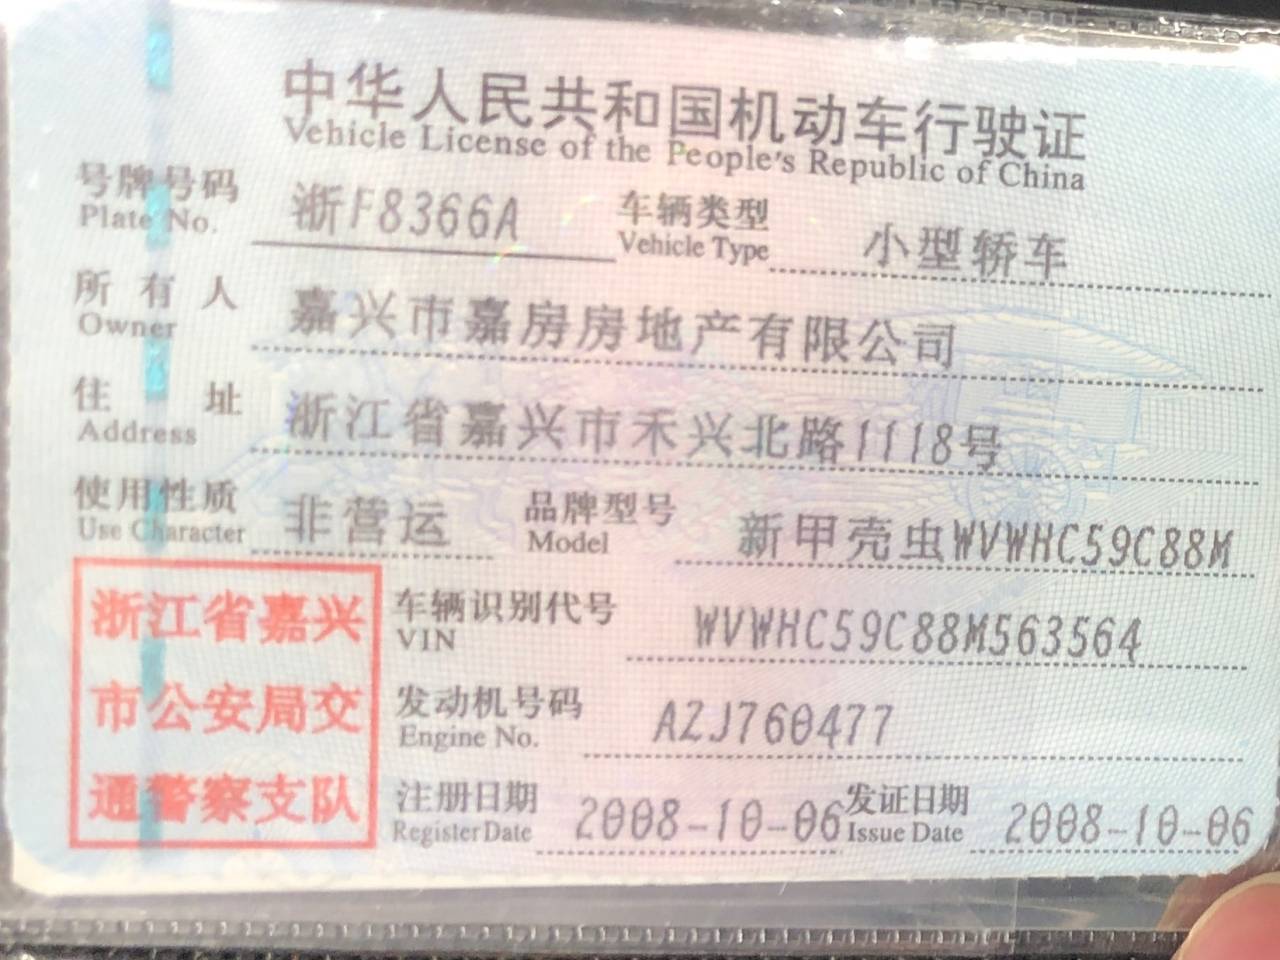 中华人民共和国机动车行驶证
Vehicle License of the People's Republic of China
号牌号码 浙F8366A 车辆类型 小型轿车
Plate No. Vehicle Type
所有人 嘉兴市嘉房房地产有限公司
Owner
住址 浙江省嘉兴市禾兴北路1118号
Address
使用性质 非营运 品牌型号 新甲壳虫WVWHC59C88M
Use Character Model
浙江省嘉兴
市公安局交
通警察支队
车辆识别代号 WVWHC59C88M563564
VIN
发动机号码 AZJ760477
Engine No.
注册日期 2008-10-06 发证日期 2008-10-06
Register Date Issue Date